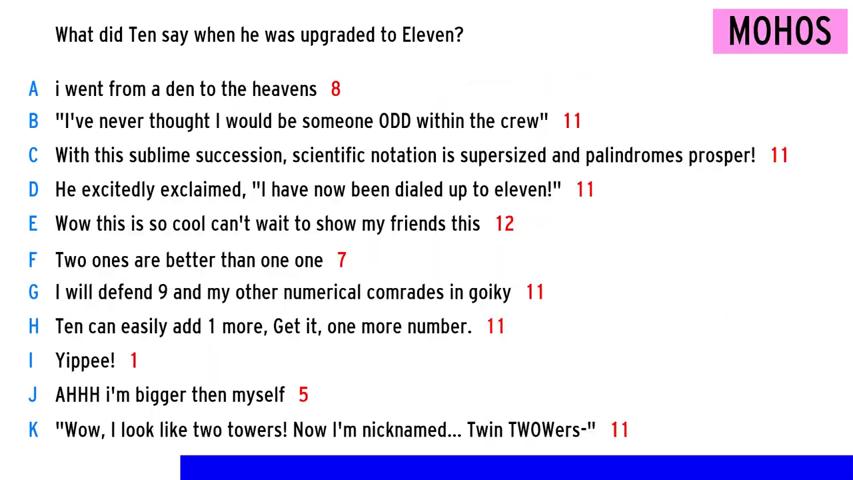 What did Ten say when he was upgraded to Eleven?
MOHOS
A i went from a den to the heavens 8
B "I've never thought I would be someone ODD within the crew" 11
C With this sublime succession, scientific notation is supersized and palindromes prosper! 11
D He excitedly exclaimed, "I have now been dialed up to eleven!" 11
E Wow this is so cool can't wait to show my friends this 12
F Two ones are better than one one 7
G I will defend 9 and my other numerical comrades in goiky 11
H Ten can easily add 1 more, Get it, one more number. 11
I Yippee! 1
J AHHH i'm bigger then myself 5
K "Wow, I look like two towers! Now I'm nicknamed... Twin TWOWers-" 11